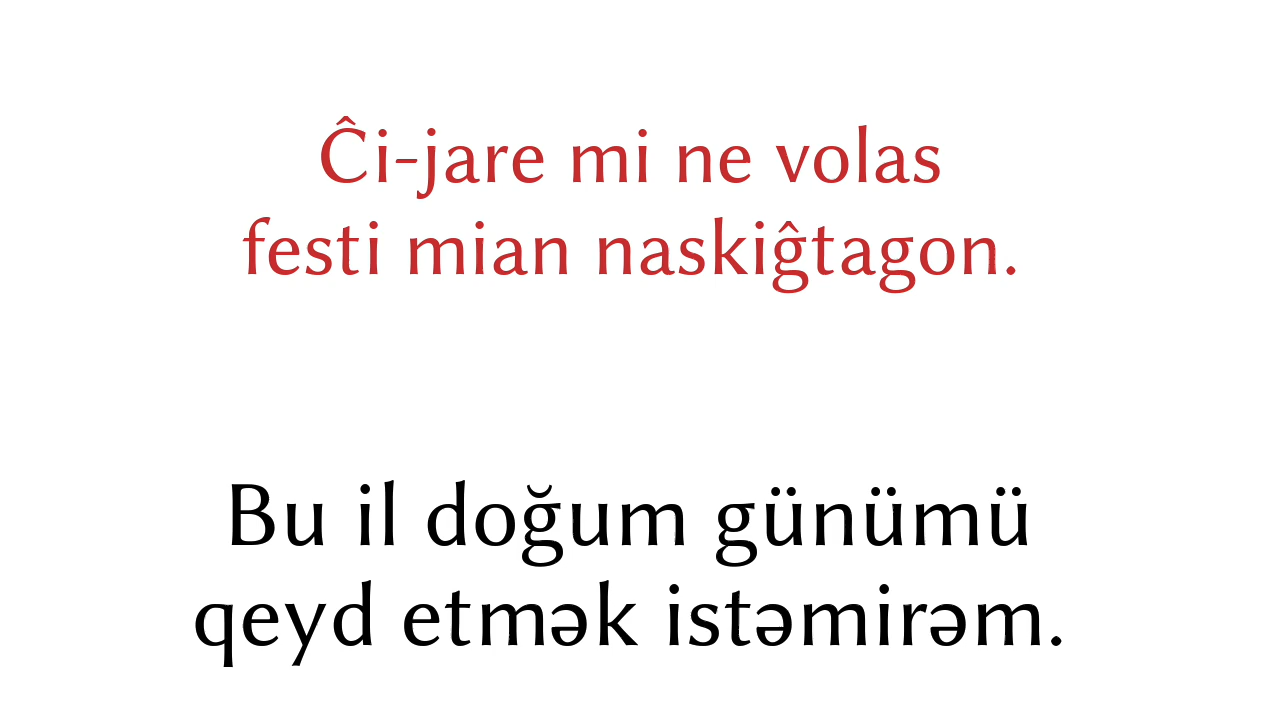 Ĉi-jare mi ne volas
festi mian naskiĝtagon.
Bu il doğum günümü
qeyd etmək istəmirəm.